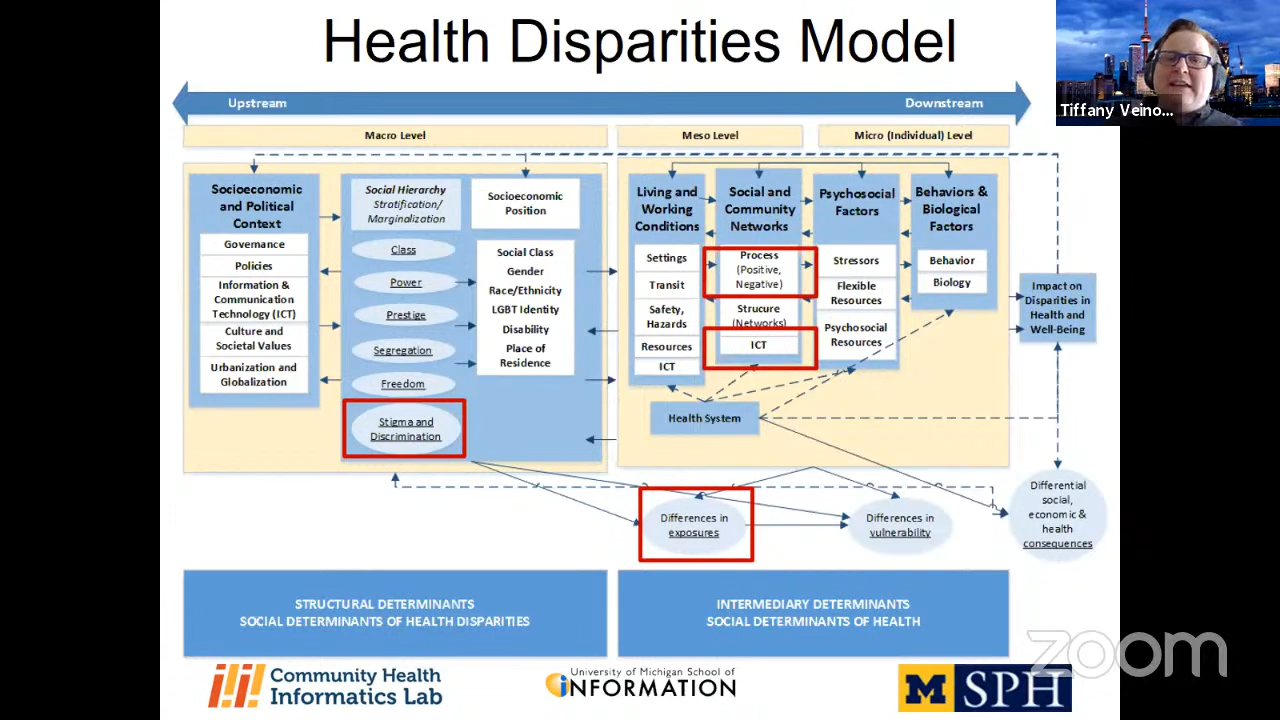 Health Disparities Model
Tiffany Veino...
Upstream
Downstream
Macro Level
Meso Level
Micro (Individual) Level
Socioeconomic
and Political
Context
Governance
Policies
Information &
Communication
Technology (ICT)
Culture and
Societal Values
Urbanization and
Globalization
Social Hierarchy
Stratification/
Marginalization
Class
Power
Prestige
Segregation
Freedom
Stigma and
Discrimination
Socioeconomic
Position
Social Class
Gender
Race/Ethnicity
LGBT Identity
Disability
Place of
Residence
Living and
Working
Conditions
Settings
Transit
Safety,
Hazards
Resources
ICT
Social and
Community
Networks
Process
(Positive,
Negative)
Strucure
(Networks)
ICT
Psychosocial
Factors
Stressors
Flexible
Resources
Psychosocial
Resources
Behaviors &
Biological
Factors
Behavior
Biology
Impact on
Disparities in
Health and
Well-Being
Health System
Differences in
exposures
Differences in
vulnerability
Differential
social,
economic &
health
consequences
STRUCTURAL DETERMINANTS
SOCIAL DETERMINANTS OF HEALTH DISPARITIES
INTERMEDIARY DETERMINANTS
SOCIAL DETERMINANTS OF HEALTH
Community Health
Informatics Lab
University of Michigan School of
INFORMATION
M SPH
zoom